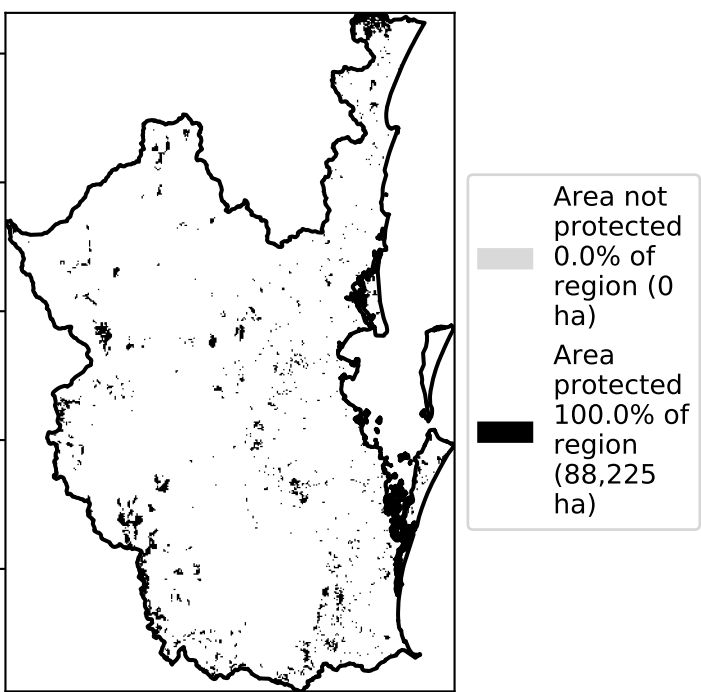 Area not
protected
0.0% of
region (0
ha)
Area
protected
100.0% of
region
(88,225
ha)